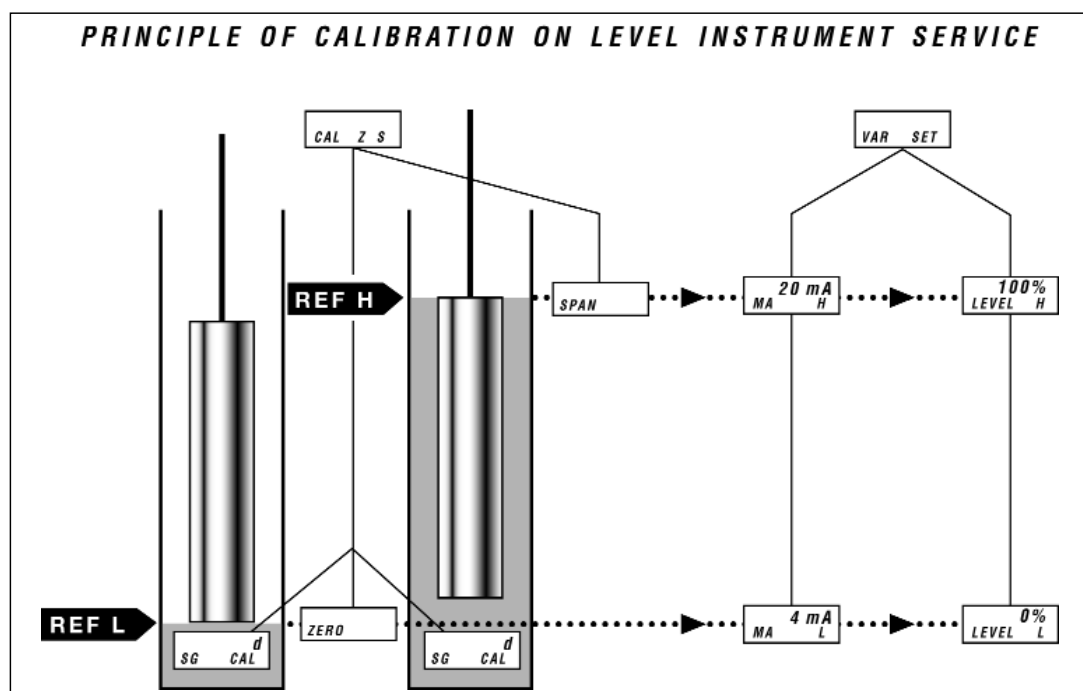 PRINCIPLE OF CALIBRATION ON LEVEL INSTRUMENT SERVICE
CAL Z S
VAR SET
REF H
SPAN
20 mA
MA H
100%
LEVEL H
REF L
d
SG CAL
ZERO
d
SG CAL
4 mA
MA L
0%
LEVEL L